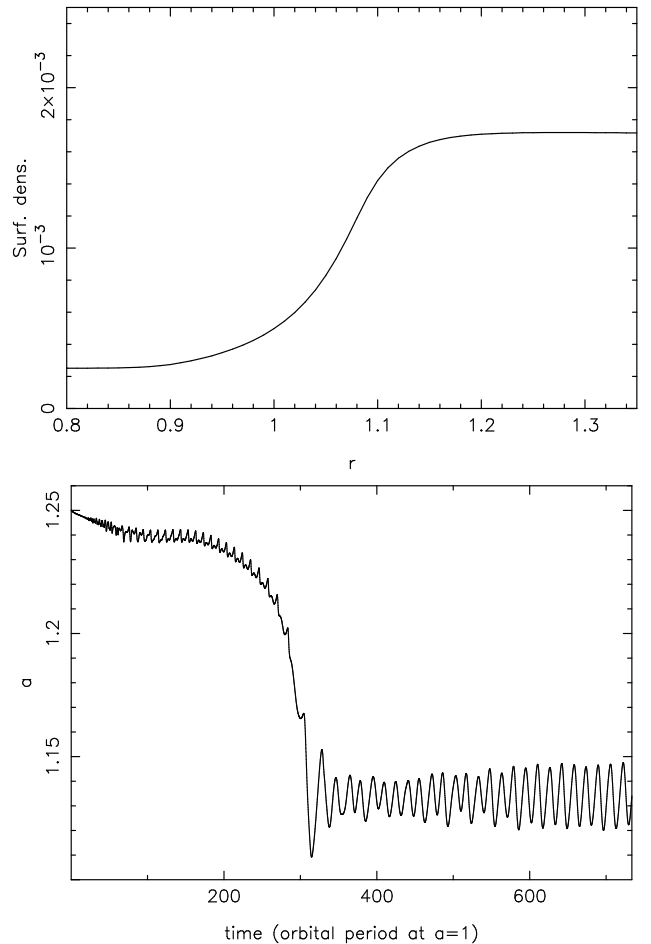 2×10⁻³
Surf. dens.
10⁻³
0
0.8 0.9 1 1.1 1.2 1.3
r
1.25
1.2
a
1.15
200 400 600
time (orbital period at a=1)